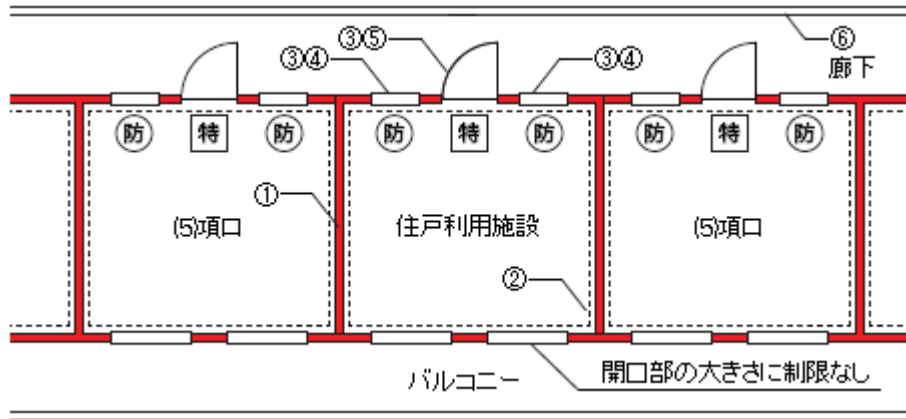 ③④
③⑤
③④
⑥
廊下
防
特
防
防
特
防
防
特
防
①
(5)項ロ
住戸利用施設
(5)項ロ
②
バルコニー
開口部の大きさに制限なし